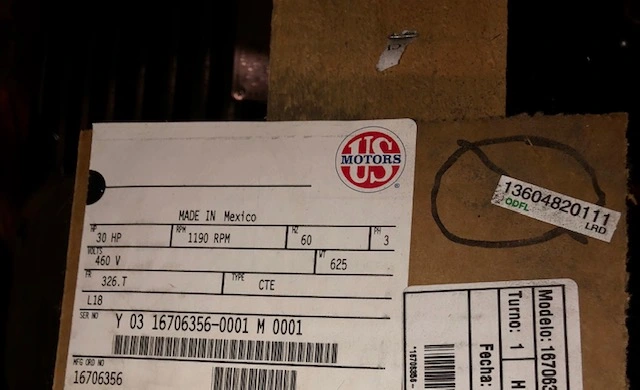 US
MOTORS
®
MADE IN Mexico
HP 30 HP RPM 1190 RPM HZ 60 PH 3
VOLTS 460 V WT 625
FR 326.T TYPE CTE
L18
SER NO Y 03 16706356-0001 M 0001
MFG ORD NO
16706356
13604820111
ODFL LRD
Modelo: 167063
Turno: 1 H
Fecha: